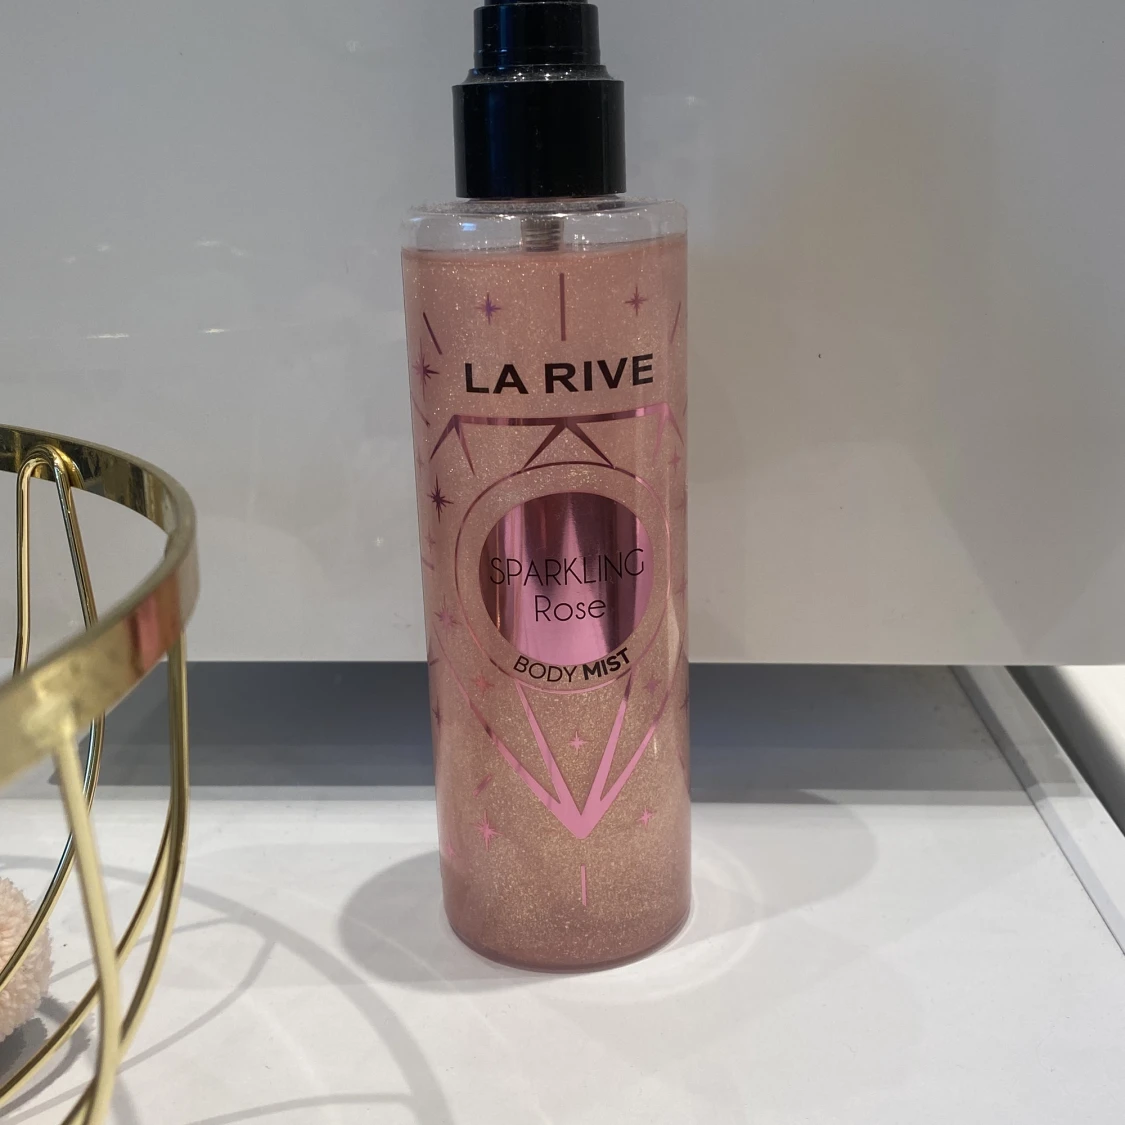 LA RIVE
SPARKLING
Rose
BODY MIST